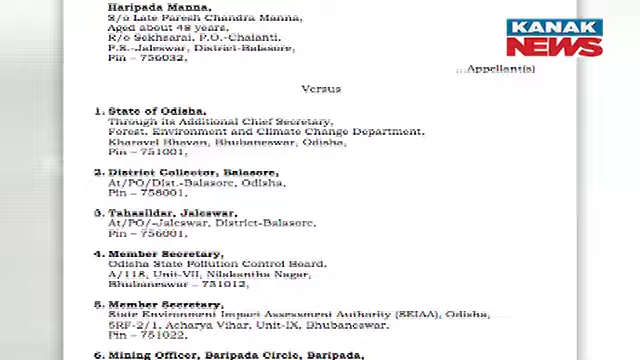 Haripada Manna,
S/o Late Paresh Chandra Manna,
Aged about 48 years,
R/o Sekhsarai, P.O.-Chalanti,
P.S.-Jaleswar, District-Balasore,
Pin – 756032,
KANAK
NEWS
...Appellant(s)
Versus
1. State of Odisha,
Through its Additional Chief Secretary,
Forest, Environment and Climate Change Department,
Kharavel Bhavan, Bhubaneswar, Odisha,
Pin – 751001,
2. District Collector, Balasore,
At/PO/Dist.-Balasore, Odisha,
Pin – 758001,
3. Tahasildar, Jaleswar,
At/PO/-Jaleswar, District-Balasore,
Pin – 756001,
4. Member Secretary,
Odisha State Pollution Control Board,
A/118, Unit-VII, Nilakantha Nagar,
Bhubaneswar – 751012,
5. Member Secretary,
State Environment Impact Assessment Authority (SEIAA), Odisha,
5RF-2/1, Acharya Vihar, Unit-IX, Bhubaneswar,
Pin – 751022,
6. Mining Officer, Baripada Circle, Baripada,